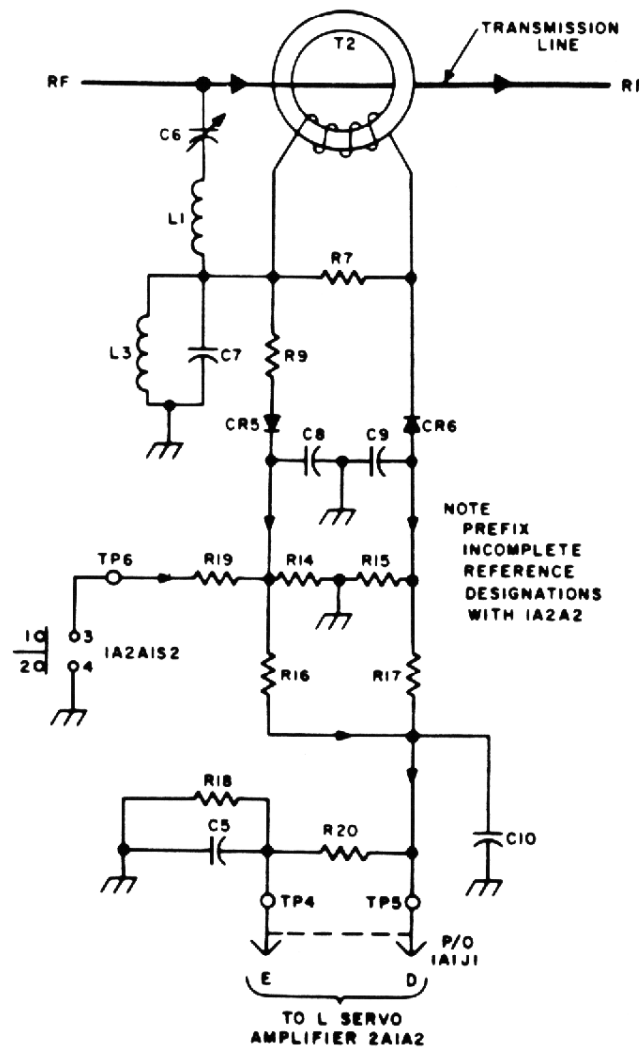 T2
TRANSMISSION
LINE
RF
RF
C6
L1
R7
L3
C7
R9
CR5
C8
C9
CR6
NOTE
PREFIX
INCOMPLETE
REFERENCE
DESIGNATIONS
WITH 1A2A2
TP6
R19
R14
R15
1
3
1A2A1S2
2
4
R16
R17
R18
C5
R20
C10
TP4
TP5
P/O
1A1J1
E
D
TO L SERVO
AMPLIFIER 2A1A2